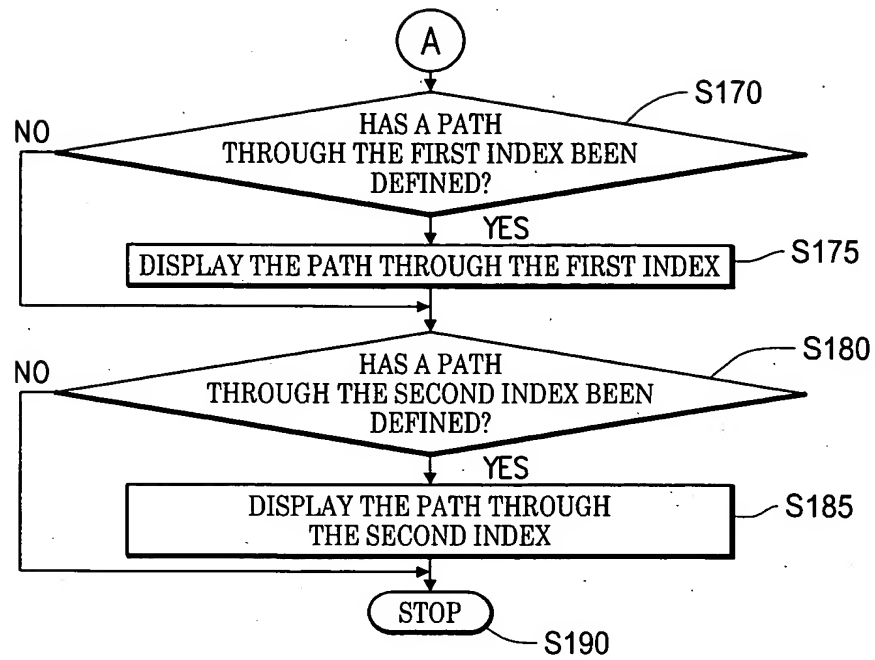 A
S170
NO
HAS A PATH
THROUGH THE FIRST INDEX BEEN
DEFINED?
YES
S175
DISPLAY THE PATH THROUGH THE FIRST INDEX
S180
NO
HAS A PATH
THROUGH THE SECOND INDEX BEEN
DEFINED?
YES
DISPLAY THE PATH THROUGH
THE SECOND INDEX
S185
STOP
S190